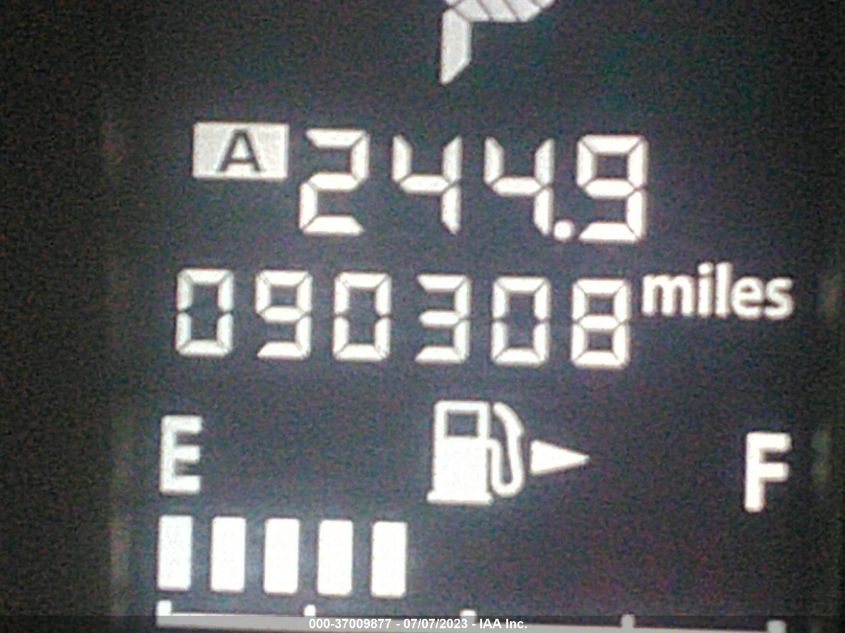 P
A 244.9
090308 miles
E F
000-37009877 - 07/07/2023 - IAA Inc.